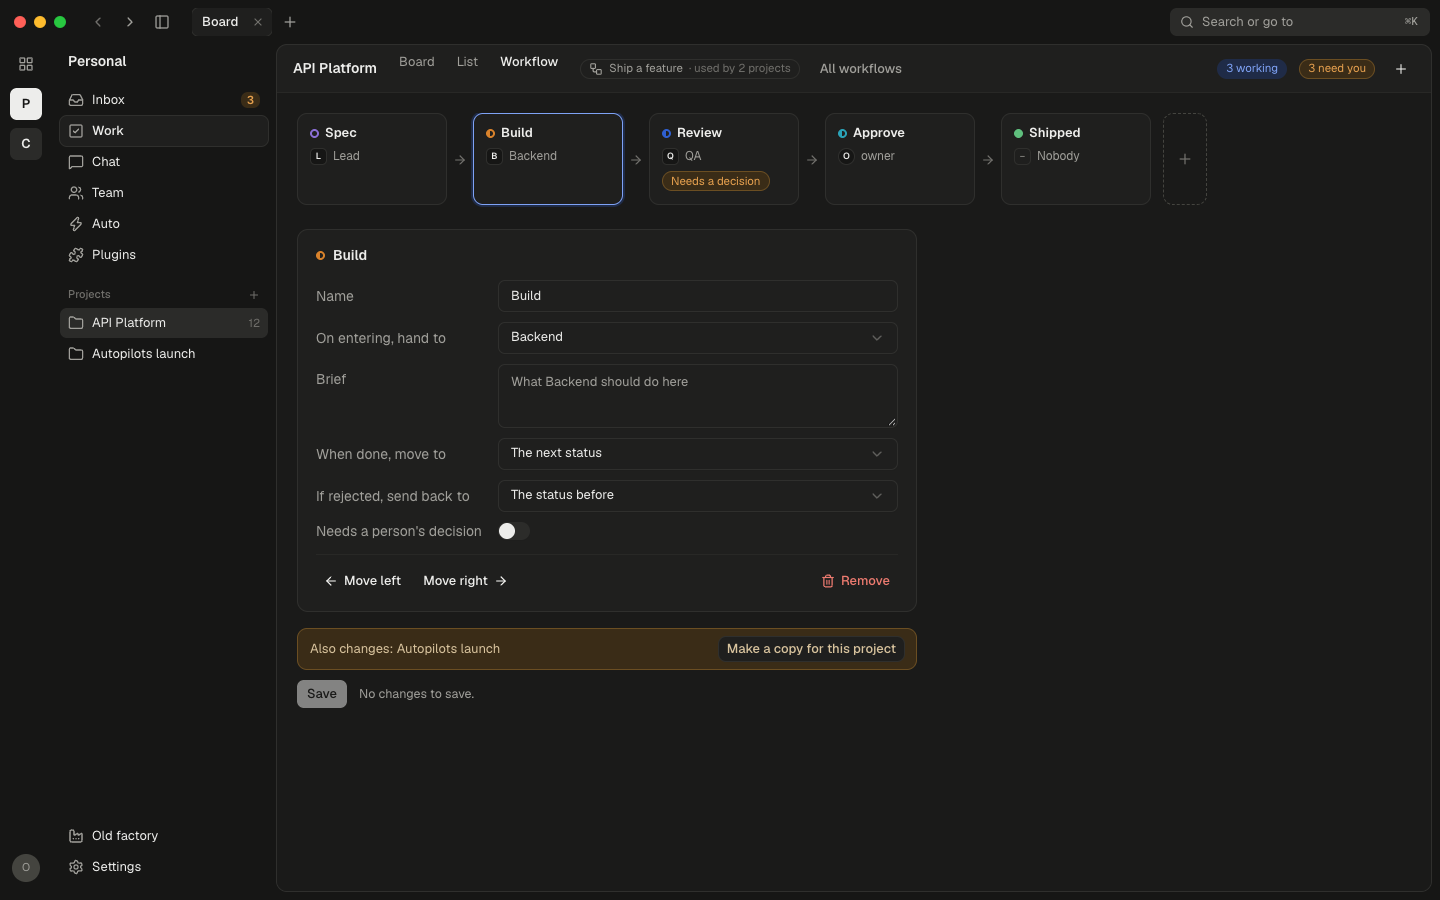 Board
Search or go to ⌘K
Personal
P
C
Inbox 3
Work
Chat
Team
Auto
Plugins
Projects
API Platform 12
Autopilots launch
Old factory
Settings
O
API Platform Board List Workflow Ship a feature · used by 2 projects All workflows 3 working 3 need you
Spec
L Lead
Build
B Backend
Review
Q QA
Needs a decision
Approve
O owner
Shipped
– Nobody
Build
Name Build
On entering, hand to Backend
Brief What Backend should do here
When done, move to The next status
If rejected, send back to The status before
Needs a person's decision
Move left Move right Remove
Also changes: Autopilots launch Make a copy for this project
Save No changes to save.